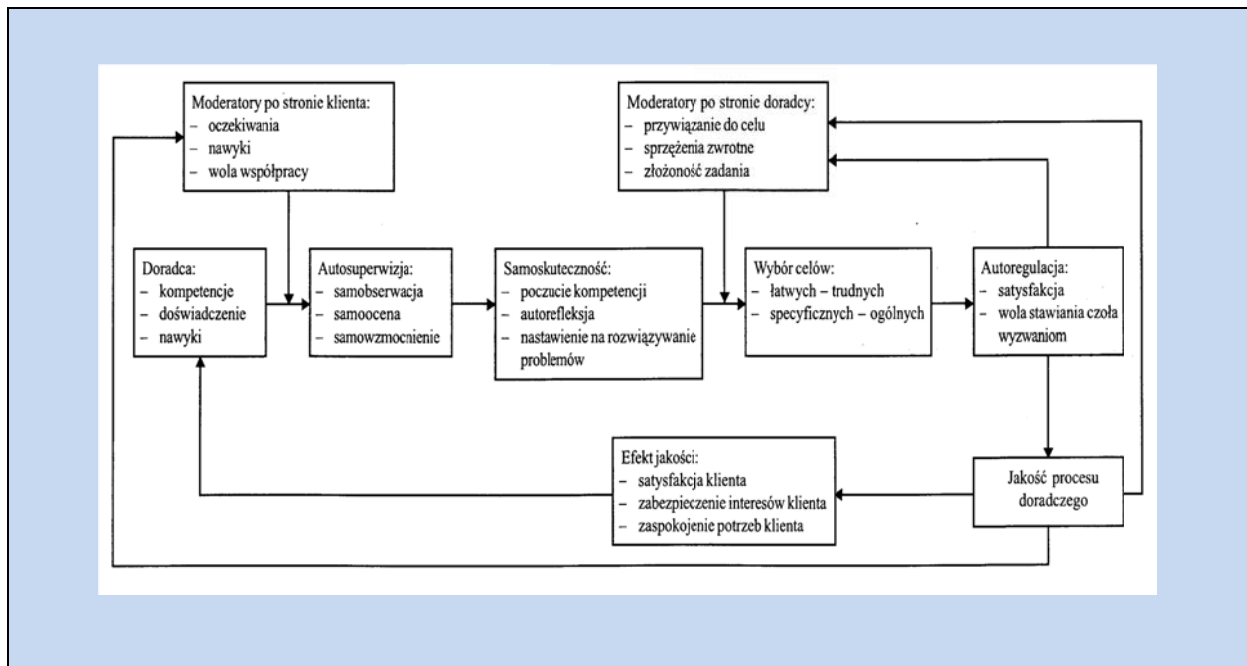 Moderatory po stronie klienta:
– oczekiwania
– nawyki
– wola współpracy
Moderatory po stronie doradcy:
– przywiązanie do celu
– sprzężenia zwrotne
– złożoność zadania
Doradca:
– kompetencje
– doświadczenie
– nawyki
Autosuperwizja:
– samobserwacja
– samoocena
– samowzmocnienie
Samoskuteczność:
– poczucie kompetencji
– autorefleksja
– nastawienie na rozwiązywanie
problemów
Wybór celów:
– łatwych – trudnych
– specyficznych – ogólnych
Autoregulacja:
– satysfakcja
– wola stawiania czoła
wyzwaniom
Efekt jakości:
– satysfakcja klienta
– zabezpieczenie interesów klienta
– zaspokojenie potrzeb klienta
Jakość procesu
doradczego